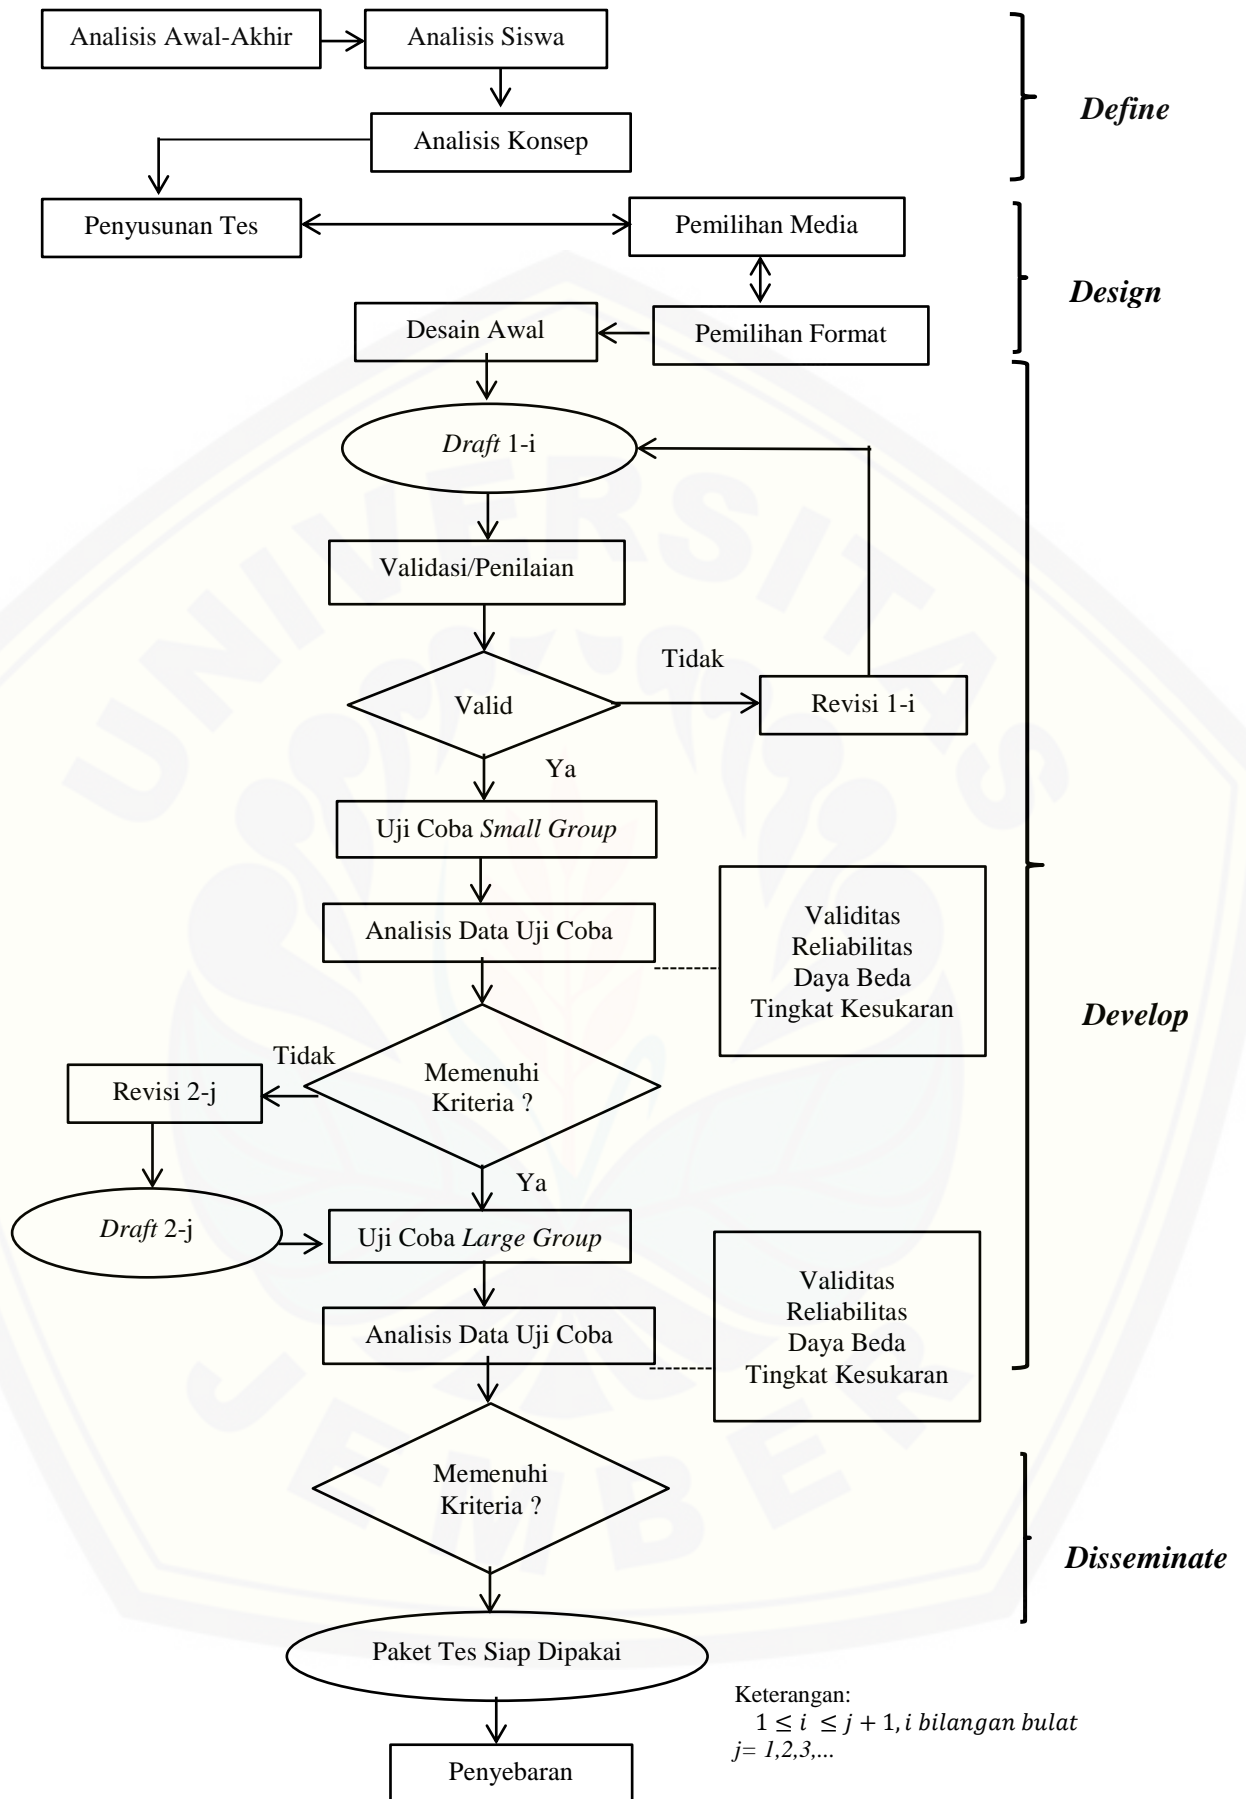 Analisis Awal-Akhir
Analisis Siswa
Analisis Konsep
Define
Penyusunan Tes
Pemilihan Media
Desain Awal
Pemilihan Format
Design
Draft 1-i
Validasi/Penilaian
Valid
Tidak
Revisi 1-i
Ya
Uji Coba Small Group
Analisis Data Uji Coba
Validitas
Reliabilitas
Daya Beda
Tingkat Kesukaran
Develop
Memenuhi
Kriteria ?
Tidak
Revisi 2-j
Ya
Draft 2-j
Uji Coba Large Group
Analisis Data Uji Coba
Validitas
Reliabilitas
Daya Beda
Tingkat Kesukaran
Memenuhi
Kriteria ?
Disseminate
Paket Tes Siap Dipakai
Penyebaran
Keterangan:
1 ≤ i ≤ j + 1, i bilangan bulat
j= 1,2,3,...
UNIVERSITAS
JEMBER